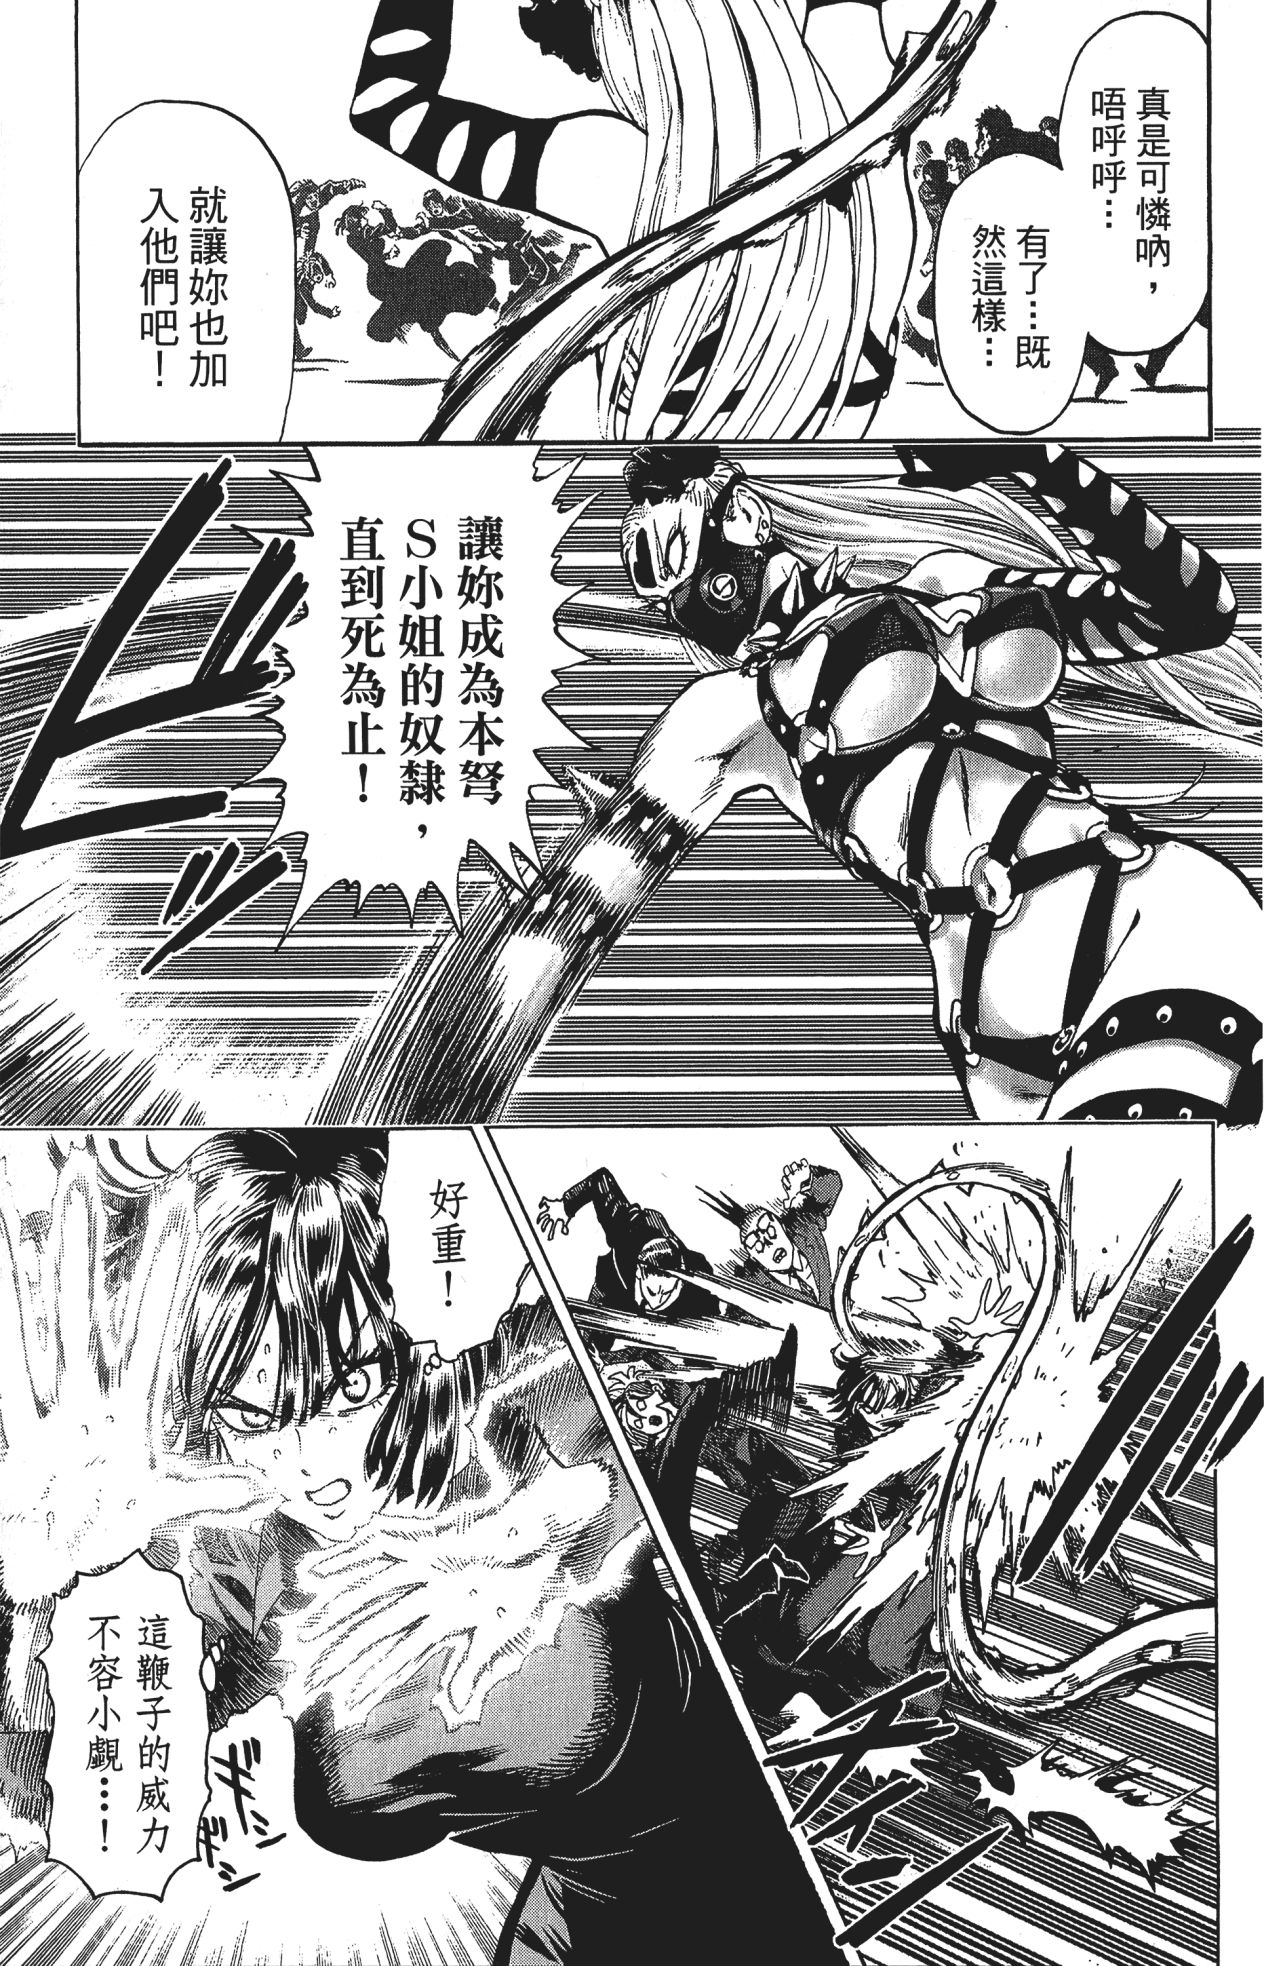 真是可憐吶，
唔呼呼…
有了…既
然這樣…
就讓妳也加
入他們吧！
讓妳成為本弩
S小姐的奴隸，
直到死為止！
好重！
這鞭子的威力
不容小覷……！
ギシ
ギシ